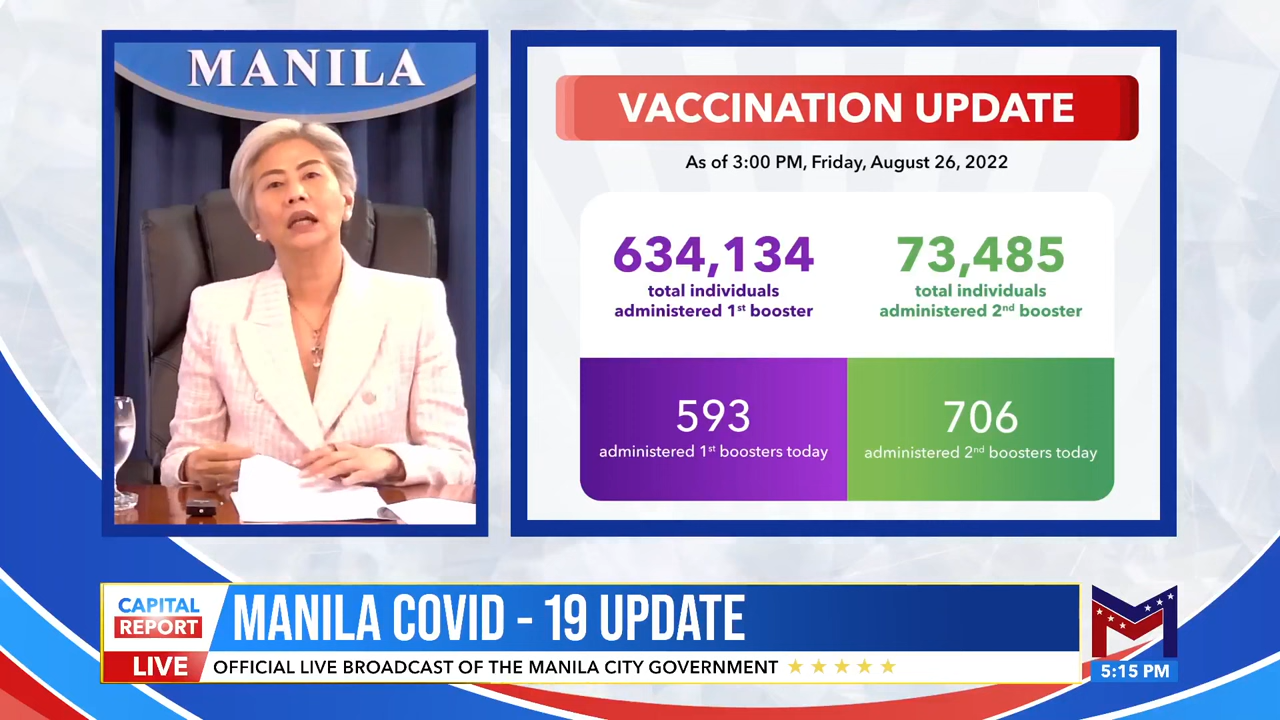 MANILA
VACCINATION UPDATE
As of 3:00 PM, Friday, August 26, 2022
634,134
total individuals
administered 1st booster
73,485
total individuals
administered 2nd booster
593
administered 1st boosters today
706
administered 2nd boosters today
CAPITAL
REPORT
MANILA COVID - 19 UPDATE
LIVE
OFFICIAL LIVE BROADCAST OF THE MANILA CITY GOVERNMENT
M
5:15 PM